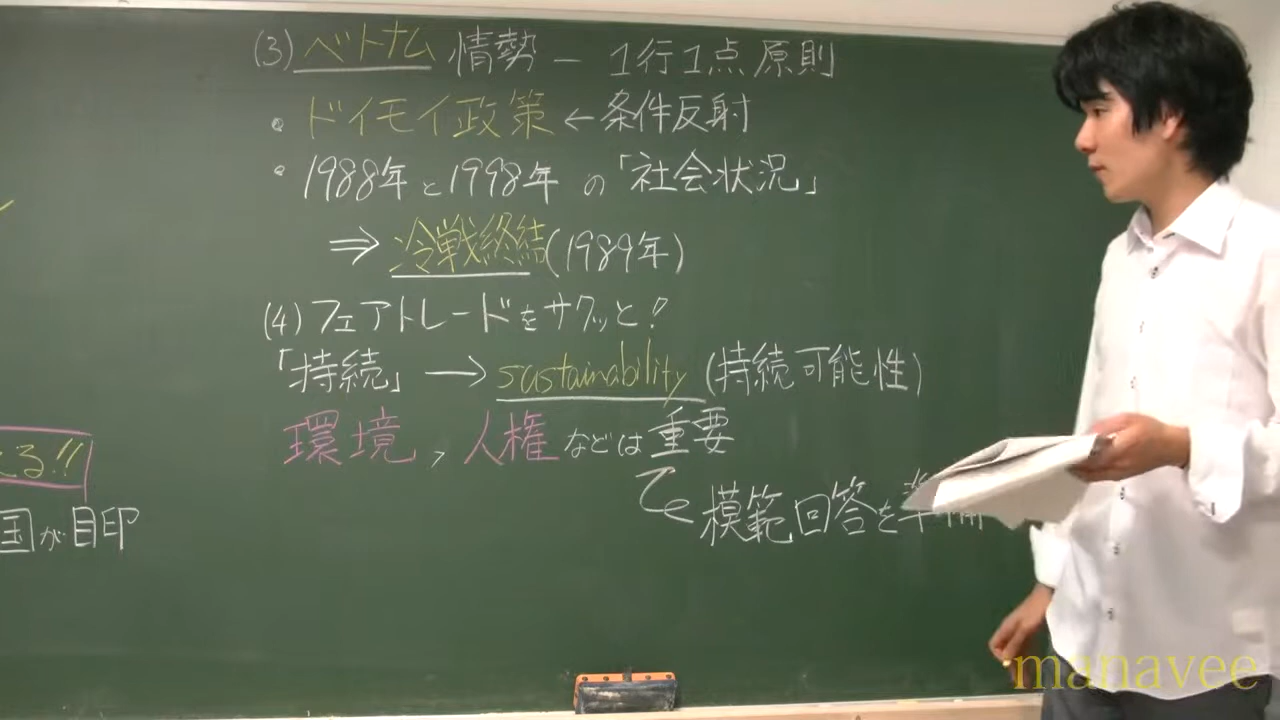 (3)ベトナム情勢ー1行1点原則
・ドイモイ政策←条件反射
・1988年と1998年の「社会状況」
⇒冷戦終結(1989年)
(4)フェアトレードをサクッと!
「持続」→sustainability(持続可能性)
環境,人権などは重要
模範回答を準備
える!!
国が目印
manavee